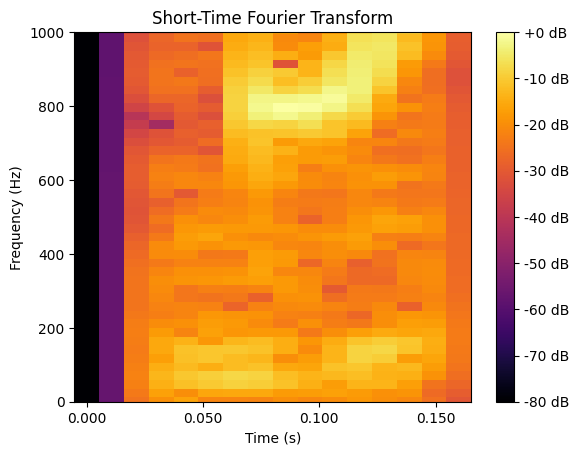 Short-Time Fourier Transform
1000
800
600
400
200
0
Frequency (Hz)
0.000
0.050
0.100
0.150
Time (s)
+0 dB
-10 dB
-20 dB
-30 dB
-40 dB
-50 dB
-60 dB
-70 dB
-80 dB